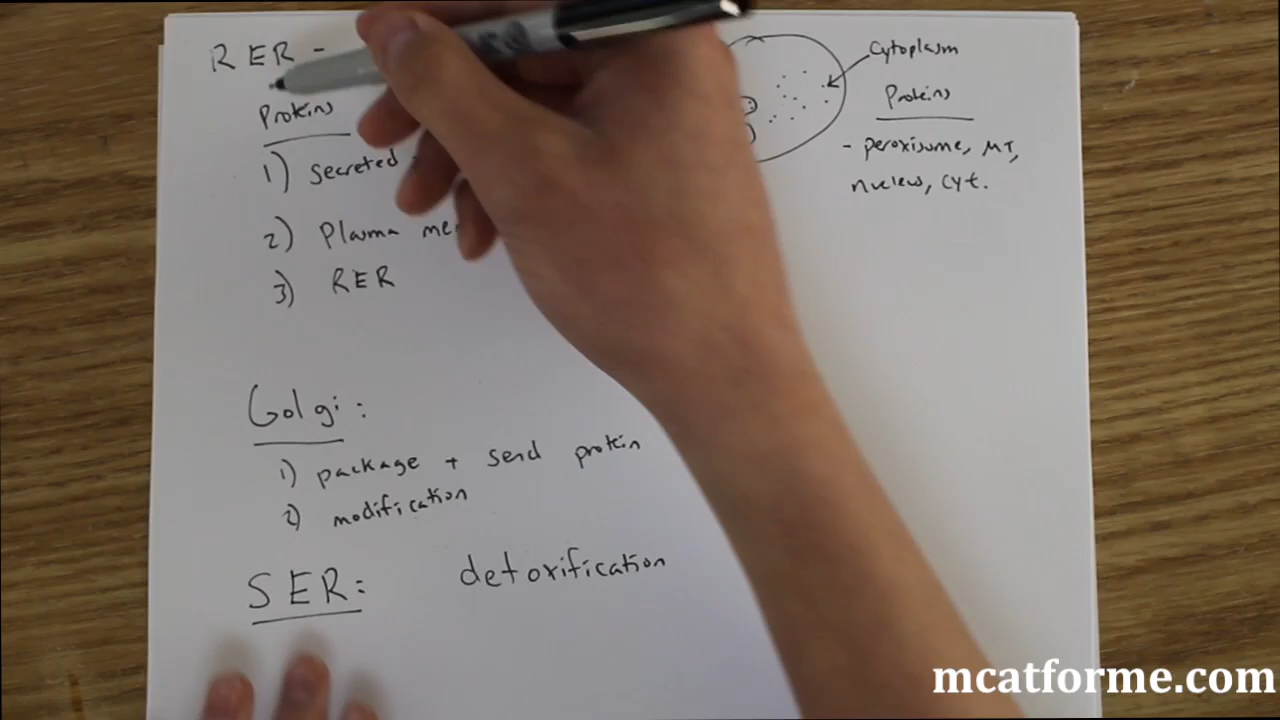 RER -
Proteins
1) Secreted
2) Plasma
3) RER
Cytoplasm
Proteins
- peroxisome, MT,
nucleus, cyt.
Golgi:
1) package + send protein
2) modification
SER: detoxification
mcatforme.com